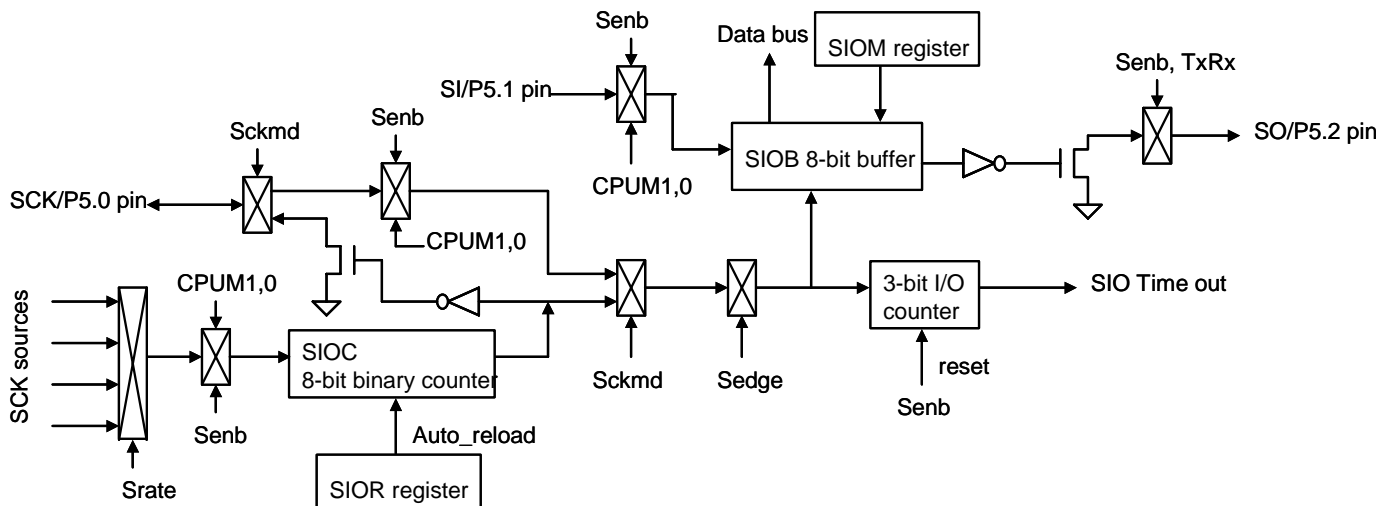 Senb
Data bus
SIOM register
Senb, TxRx
SI/P5.1 pin
Sckmd
Senb
SIOB 8-bit buffer
SO/P5.2 pin
CPUM1,0
SCK/P5.0 pin
CPUM1,0
CPUM1,0
3-bit I/O
counter
SIO Time out
SCK sources
SIOC
8-bit binary counter
Sckmd
Sedge
reset
Senb
Senb
Auto_reload
Srate
SIOR register